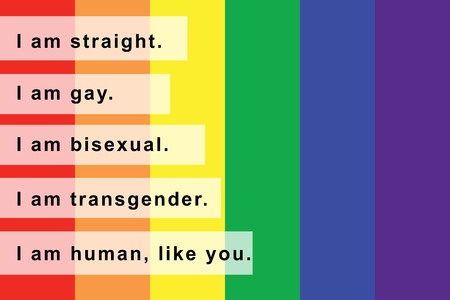 I am straight.
I am gay.
I am bisexual.
I am transgender.
I am human, like you.